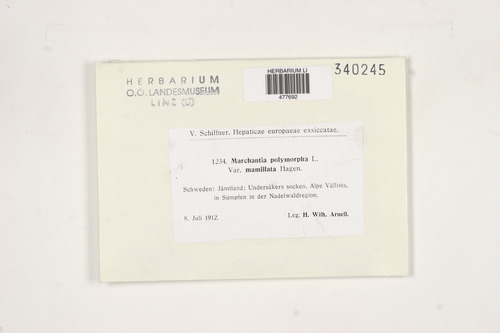 HERBARIUM
O.Ö. LANDESMUSEUM
LINZ (LI)
HERBARIUM LI
477692
340245
V. Schiffner, Hepaticae europaeae exsiccatae.
1234. Marchantia polymorpha L.
Var. mamillata Hagen.
Schweden: Jämtland; Undersåkers socken, Alpe Vällista,
in Sümpfen in der Nadelwaldregion.
8. Juli 1912.
Leg. H. Wilh. Arnell.